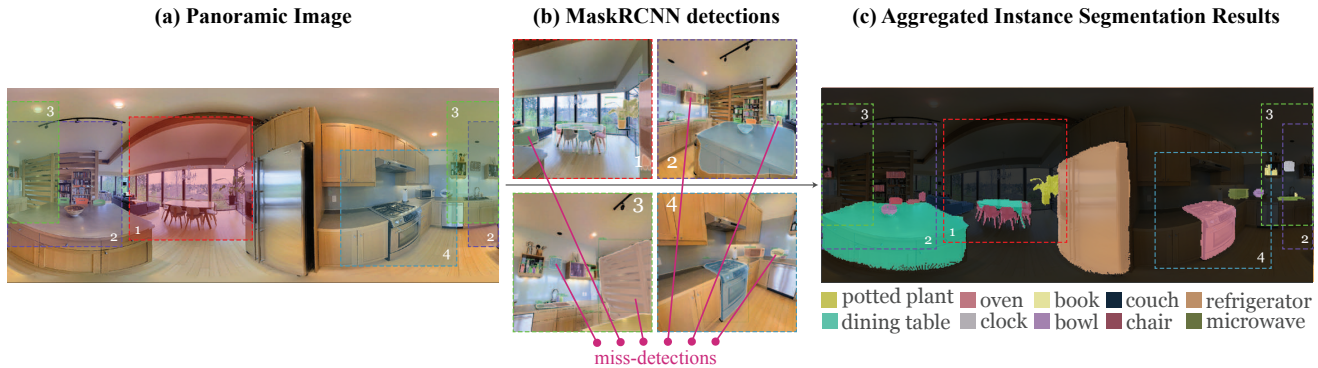 (a) Panoramic Image
(b) MaskRCNN detections
(c) Aggregated Instance Segmentation Results
3
3
2
1
4
2
1
2
3
4
miss-detections
3
3
2
1
4
2
potted plant
oven
book
couch
refrigerator
dining table
clock
bowl
chair
microwave